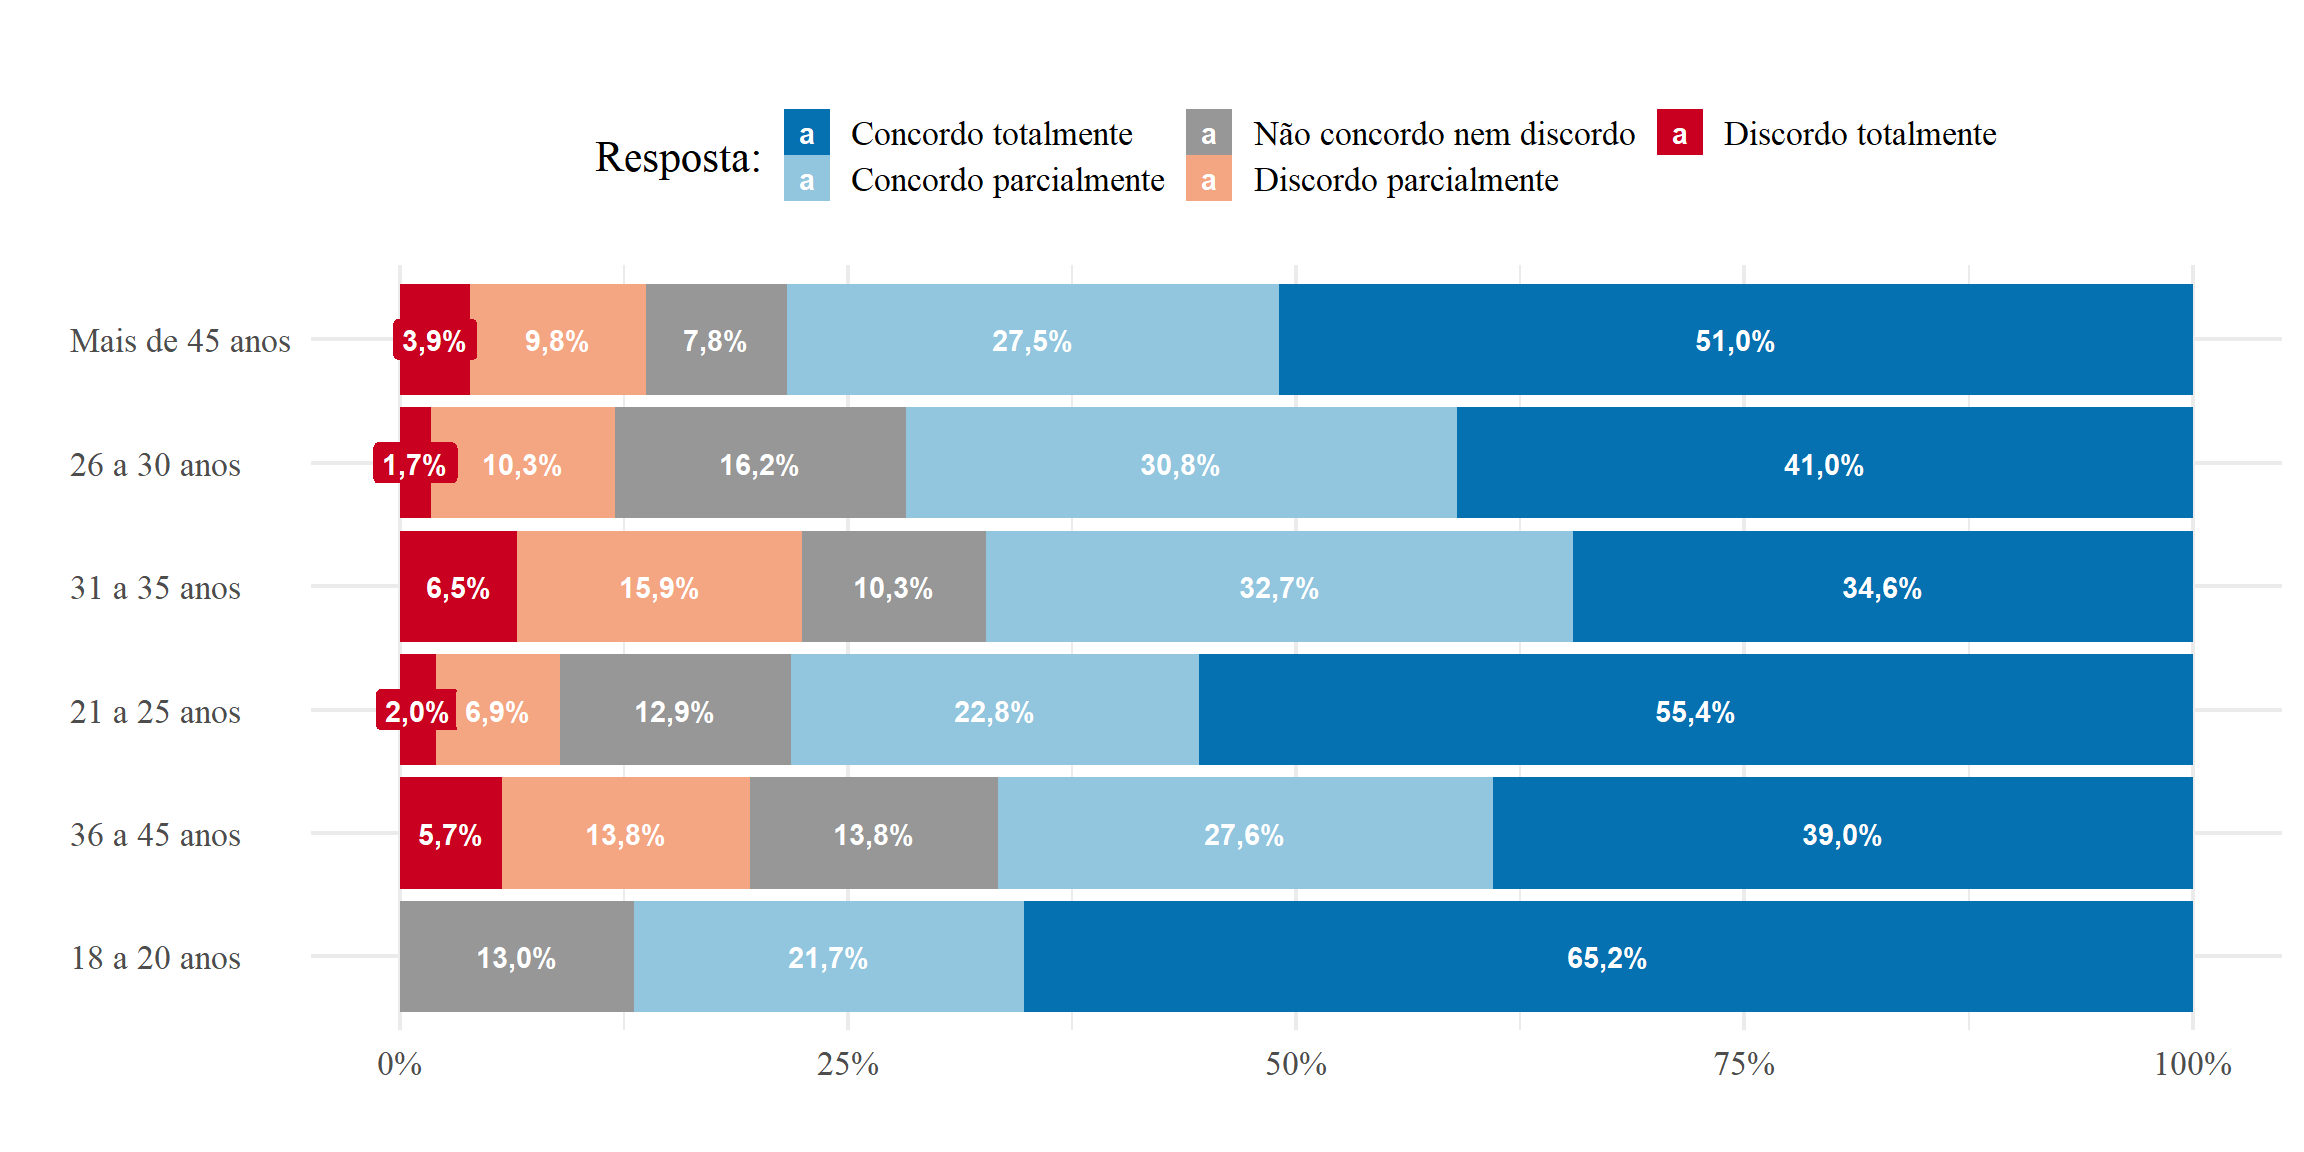 Resposta:
a Concordo totalmente a Não concordo nem discordo a Discordo totalmente
a Concordo parcialmente a Discordo parcialmente
Mais de 45 anos 3,9% 9,8% 7,8% 27,5% 51,0%
26 a 30 anos 1,7% 10,3% 16,2% 30,8% 41,0%
31 a 35 anos 6,5% 15,9% 10,3% 32,7% 34,6%
21 a 25 anos 2,0% 6,9% 12,9% 22,8% 55,4%
36 a 45 anos 5,7% 13,8% 13,8% 27,6% 39,0%
18 a 20 anos 13,0% 21,7% 65,2%
0% 25% 50% 75% 100%